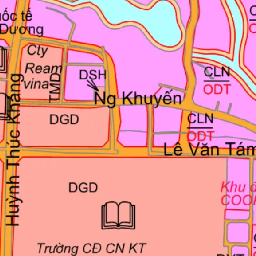 ốc tế
Dương
Cty
Ream
vina
TMDV
DSH
CLN
ODT
Ng Khuyến
DGD
CLN
ODT
Lê Văn Tám
Huỳnh Thúc Kháng
DGD
Khu
COO
Trường CĐ CN KT